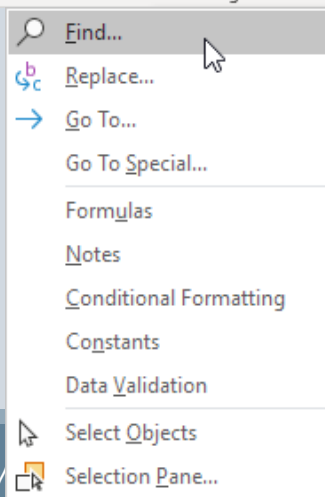 Find...
Replace...
Go To...
Go To Special...
Formulas
Notes
Conditional Formatting
Constants
Data Validation
Select Objects
Selection Pane...